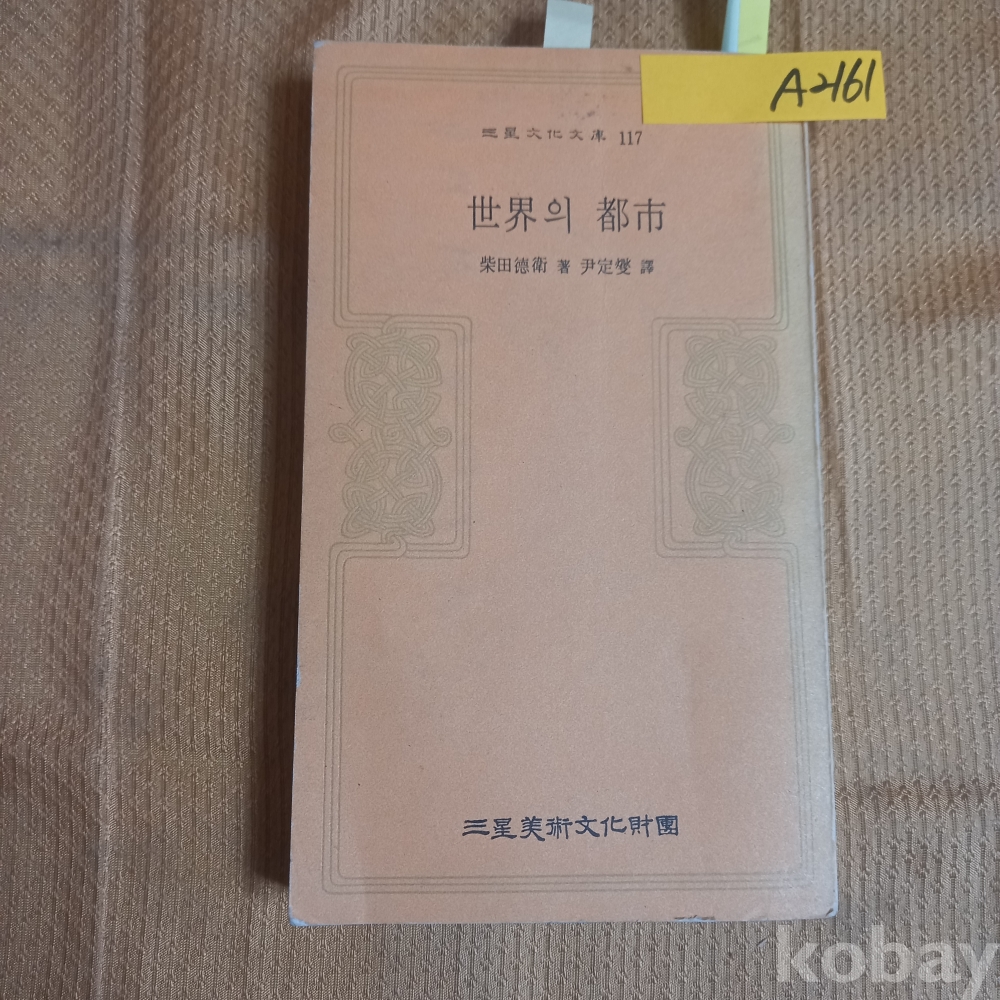 A2161
三星文化文庫 117
世界의 都市
柴田德衛 著 尹定燮 譯
三星美術文化財團
kobay